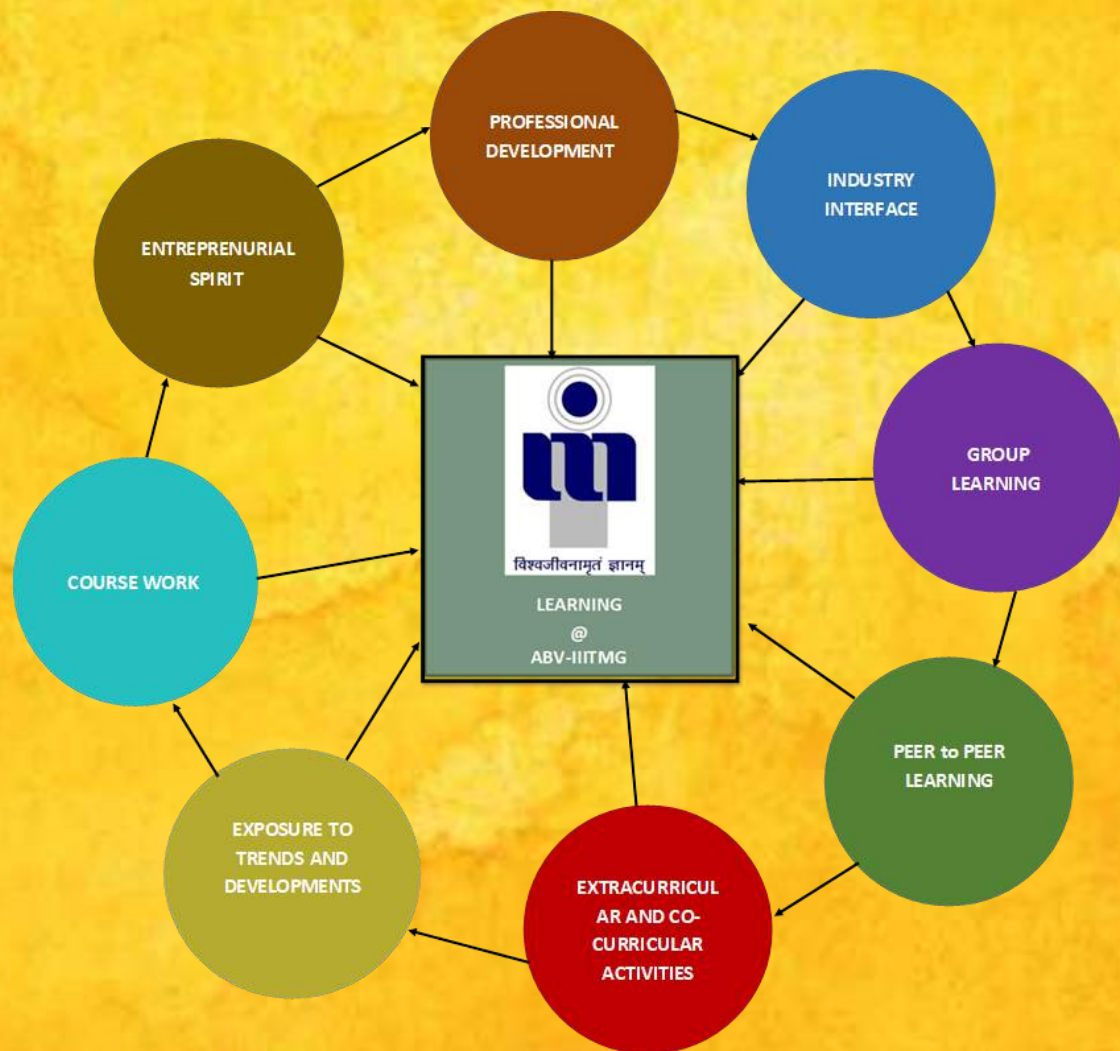 PROFESSIONAL
DEVELOPMENT
INDUSTRY
INTERFACE
GROUP
LEARNING
PEER to PEER
LEARNING
EXTRACURRICUL
AR AND CO-
CURRICULAR
ACTIVITIES
EXPOSURE TO
TRENDS AND
DEVELOPMENTS
COURSE WORK
ENTREPRENURIAL
SPIRIT
विश्वजीवनामृतं ज्ञानम्
LEARNING
@
ABV-IIITMG